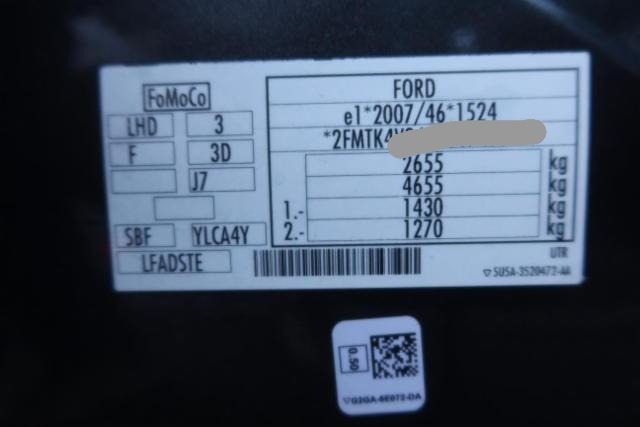 FoMoCo
LHD 3
F 3D
J7
SBF YLCA4Y
LFADSTE
FORD
e1*2007/46*1524
2655 kg
4655 kg
1.- 1430 kg
2.- 1270 kg
UTR
5U5A-3520472-AA
0.50
G2GA-6E072-DA